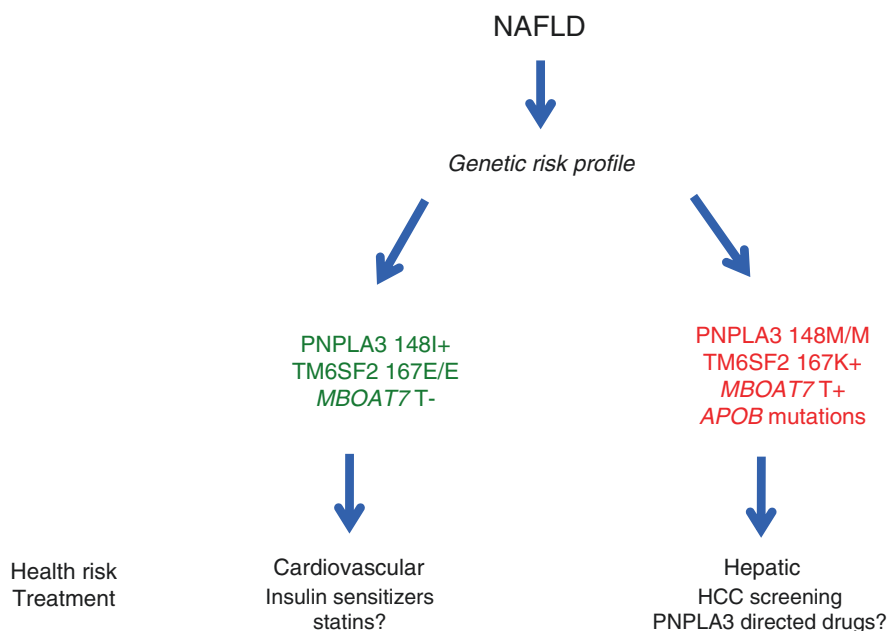 NAFLD
Genetic risk profile
PNPLA3 148I+
TM6SF2 167E/E
MBOAT7 T-
PNPLA3 148M/M
TM6SF2 167K+
MBOAT7 T+
APOB mutations
Health risk
Treatment
Cardiovascular
Insulin sensitizers
statins?
Hepatic
HCC screening
PNPLA3 directed drugs?